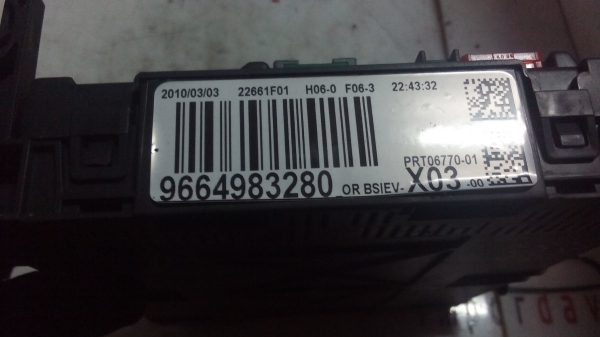 2010/03/03 22661F01 H06-0 F06-3 22:43:32
PRT06770-01
9664983280 OR BSIEV- X03 -00